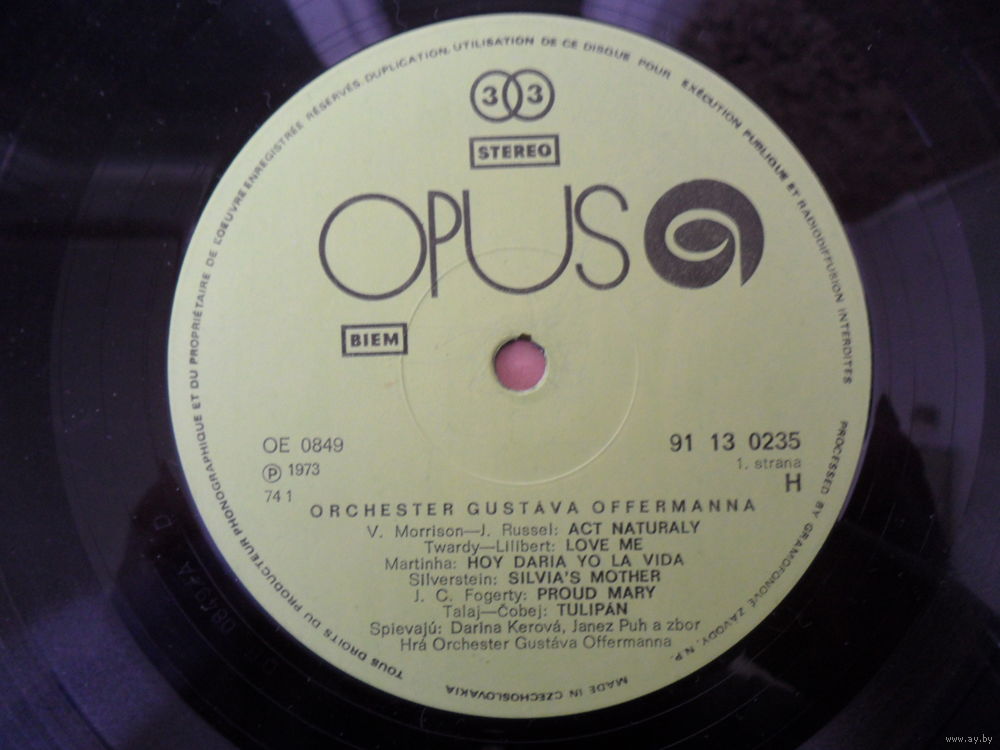 TOUS DROITS DU PRODUCTEUR PHONOGRAPHIQUE ET DU PROPRIÉTAIRE DE L'OEUVRE ENREGISTRÉE RÉSERVÉS. DUPLICATION, UTILISATION DE CE DISQUE POUR EXÉCUTION PUBLIQUE ET RADIODIFFUSION INTERDITES
33
STEREO
OPUS
BIEM
OE 0849
91 13 0235
Ⓟ 1973
1. strana
74 1
H
ORCHESTER GUSTÁVA OFFERMANNA
V. Morrison—J. Russel: ACT NATURALY
Twardy—Lilibert: LOVE ME
Martinha: HOY DARIA YO LA VIDA
Silverstein: SILVIA'S MOTHER
J. C. Fogerty: PROUD MARY
Talaj—Čobej: TULIPÁN
Spievajú: Darina Kerová, Janez Puh a zbor
Hrá Orchester Gustáva Offermanna
PROCESSED BY GRAMOFONOVÉ ZÁVODY, N.P.
MADE IN CZECHOSLOVAKIA
www.ay.by